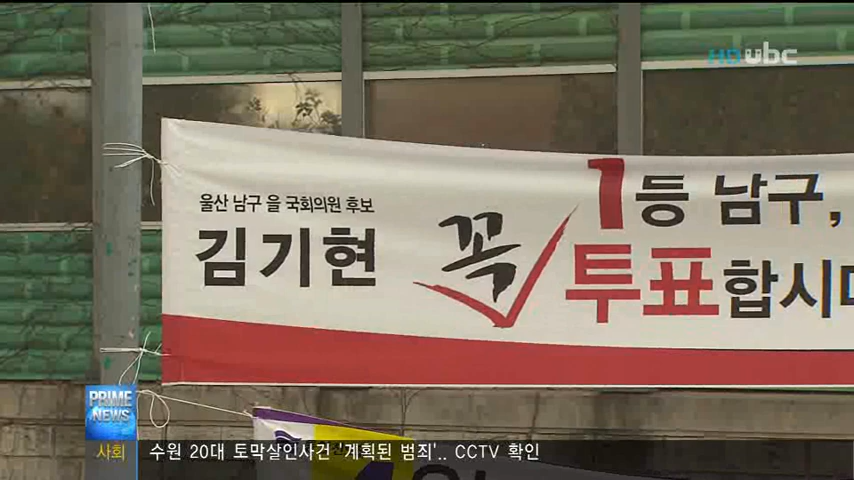 HD ubc
1등 남구,
울산 남구 을 국회의원 후보
김기현
꼭
투표합시다
PRIME
NEWS
사회
수원 20대 토막살인사건 '계획된 범죄'.. CCTV 확인